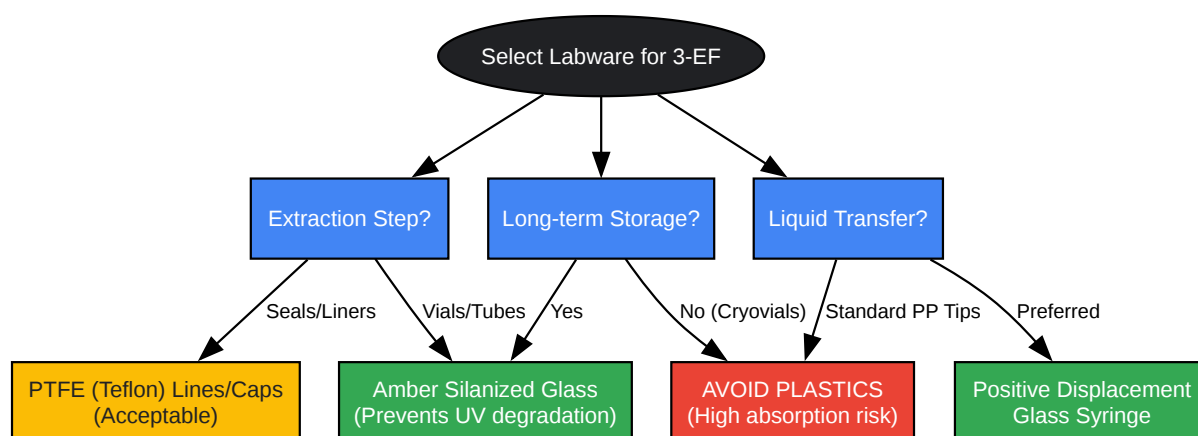 Select Labware for 3-EF
Extraction Step?
Long-term Storage?
Liquid Transfer?
Seals/Liners
Vials/Tubes
Yes
No (Cryovials)
Standard PP Tips
Preferred
PTFE (Teflon) Lines/Caps
(Acceptable)
Amber Silanized Glass
(Prevents UV degradation)
AVOID PLASTICS
(High absorption risk)
Positive Displacement
Glass Syringe